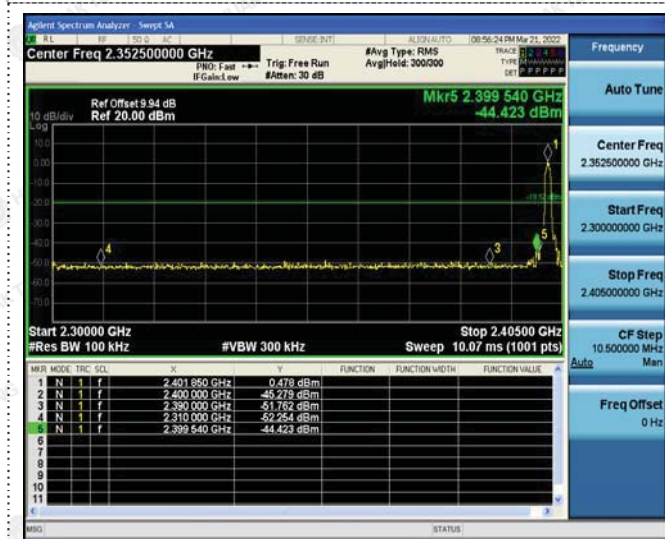 Agilent Spectrum Analyzer - Swept SA
RL RF 50 Ω AC SENSE:INT ALIGN AUTO 08:56:24 PM Mar 21, 2022
Center Freq 2.352500000 GHz
PNO: Fast
IFGain:Low
Trig: Free Run
#Atten: 30 dB
#Avg Type: RMS
Avg|Hold: 300/300
TRACE 1 2 3 4 5 6
TYPE
DET P P P P P P
Ref Offset 9.94 dB
Ref 20.00 dBm
10 dB/div
Log
Mkr5 2.399 540 GHz
-44.423 dBm
10.0
0.00
-10.0
-20.0
-30.0
-40.0
-50.0
-60.0
-70.0
1
3
4
5
Start 2.30000 GHz
Stop 2.40500 GHz
#Res BW 100 kHz #VBW 300 kHz Sweep 10.07 ms (1001 pts)
MKR MODE TRC SCL X Y FUNCTION FUNCTION WIDTH FUNCTION VALUE
1 N 1 f 2.401 850 GHz 0.478 dBm
2 N 1 f 2.400 000 GHz -45.279 dBm
3 N 1 f 2.390 000 GHz -51.762 dBm
4 N 1 f 2.310 000 GHz -52.254 dBm
5 N 1 f 2.399 540 GHz -44.423 dBm
6
7
8
9
10
11
MSG STATUS
Frequency
Auto Tune
Center Freq
2.352500000 GHz
Start Freq
2.300000000 GHz
Stop Freq
2.405000000 GHz
CF Step
10.500000 MHz
Auto Man
Freq Offset
0 Hz